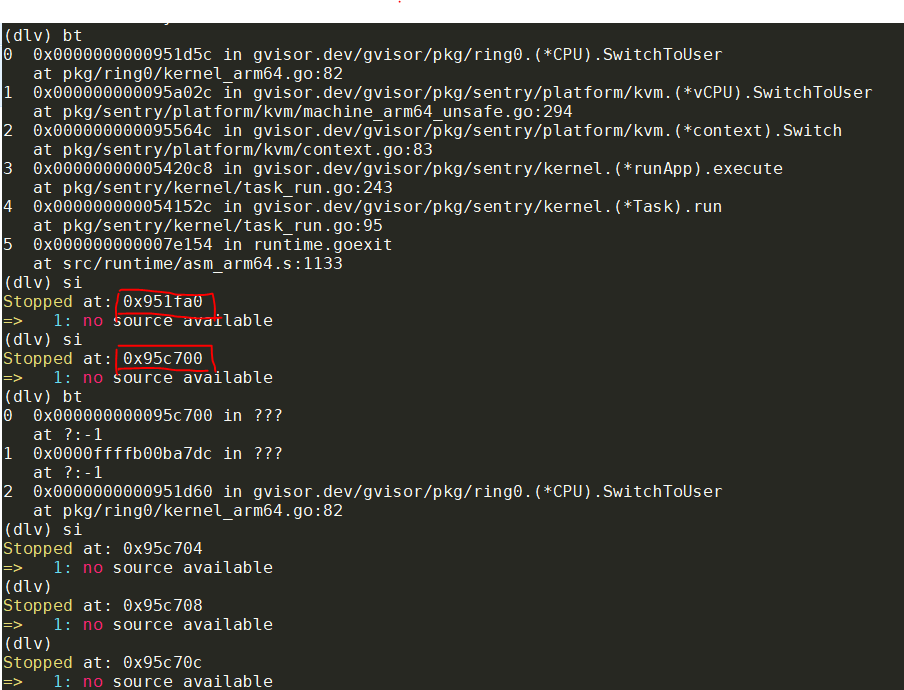 (dlv) bt
0  0x0000000000951d5c in gvisor.dev/gvisor/pkg/ring0.(*CPU).SwitchToUser
   at pkg/ring0/kernel_arm64.go:82
1  0x000000000095a02c in gvisor.dev/gvisor/pkg/sentry/platform/kvm.(*vCPU).SwitchToUser
   at pkg/sentry/platform/kvm/machine_arm64_unsafe.go:294
2  0x000000000095564c in gvisor.dev/gvisor/pkg/sentry/platform/kvm.(*context).Switch
   at pkg/sentry/platform/kvm/context.go:83
3  0x00000000005420c8 in gvisor.dev/gvisor/pkg/sentry/kernel.(*runApp).execute
   at pkg/sentry/kernel/task_run.go:243
4  0x000000000054152c in gvisor.dev/gvisor/pkg/sentry/kernel.(*Task).run
   at pkg/sentry/kernel/task_run.go:95
5  0x000000000007e154 in runtime.goexit
   at src/runtime/asm_arm64.s:1133
(dlv) si
Stopped at: 0x951fa0
=>   1: no source available
(dlv) si
Stopped at: 0x95c700
=>   1: no source available
(dlv) bt
0  0x000000000095c700 in ???
   at ?:-1
1  0x0000ffffb00ba7dc in ???
   at ?:-1
2  0x0000000000951d60 in gvisor.dev/gvisor/pkg/ring0.(*CPU).SwitchToUser
   at pkg/ring0/kernel_arm64.go:82
(dlv) si
Stopped at: 0x95c704
=>   1: no source available
(dlv)
Stopped at: 0x95c708
=>   1: no source available
(dlv)
Stopped at: 0x95c70c
=>   1: no source available